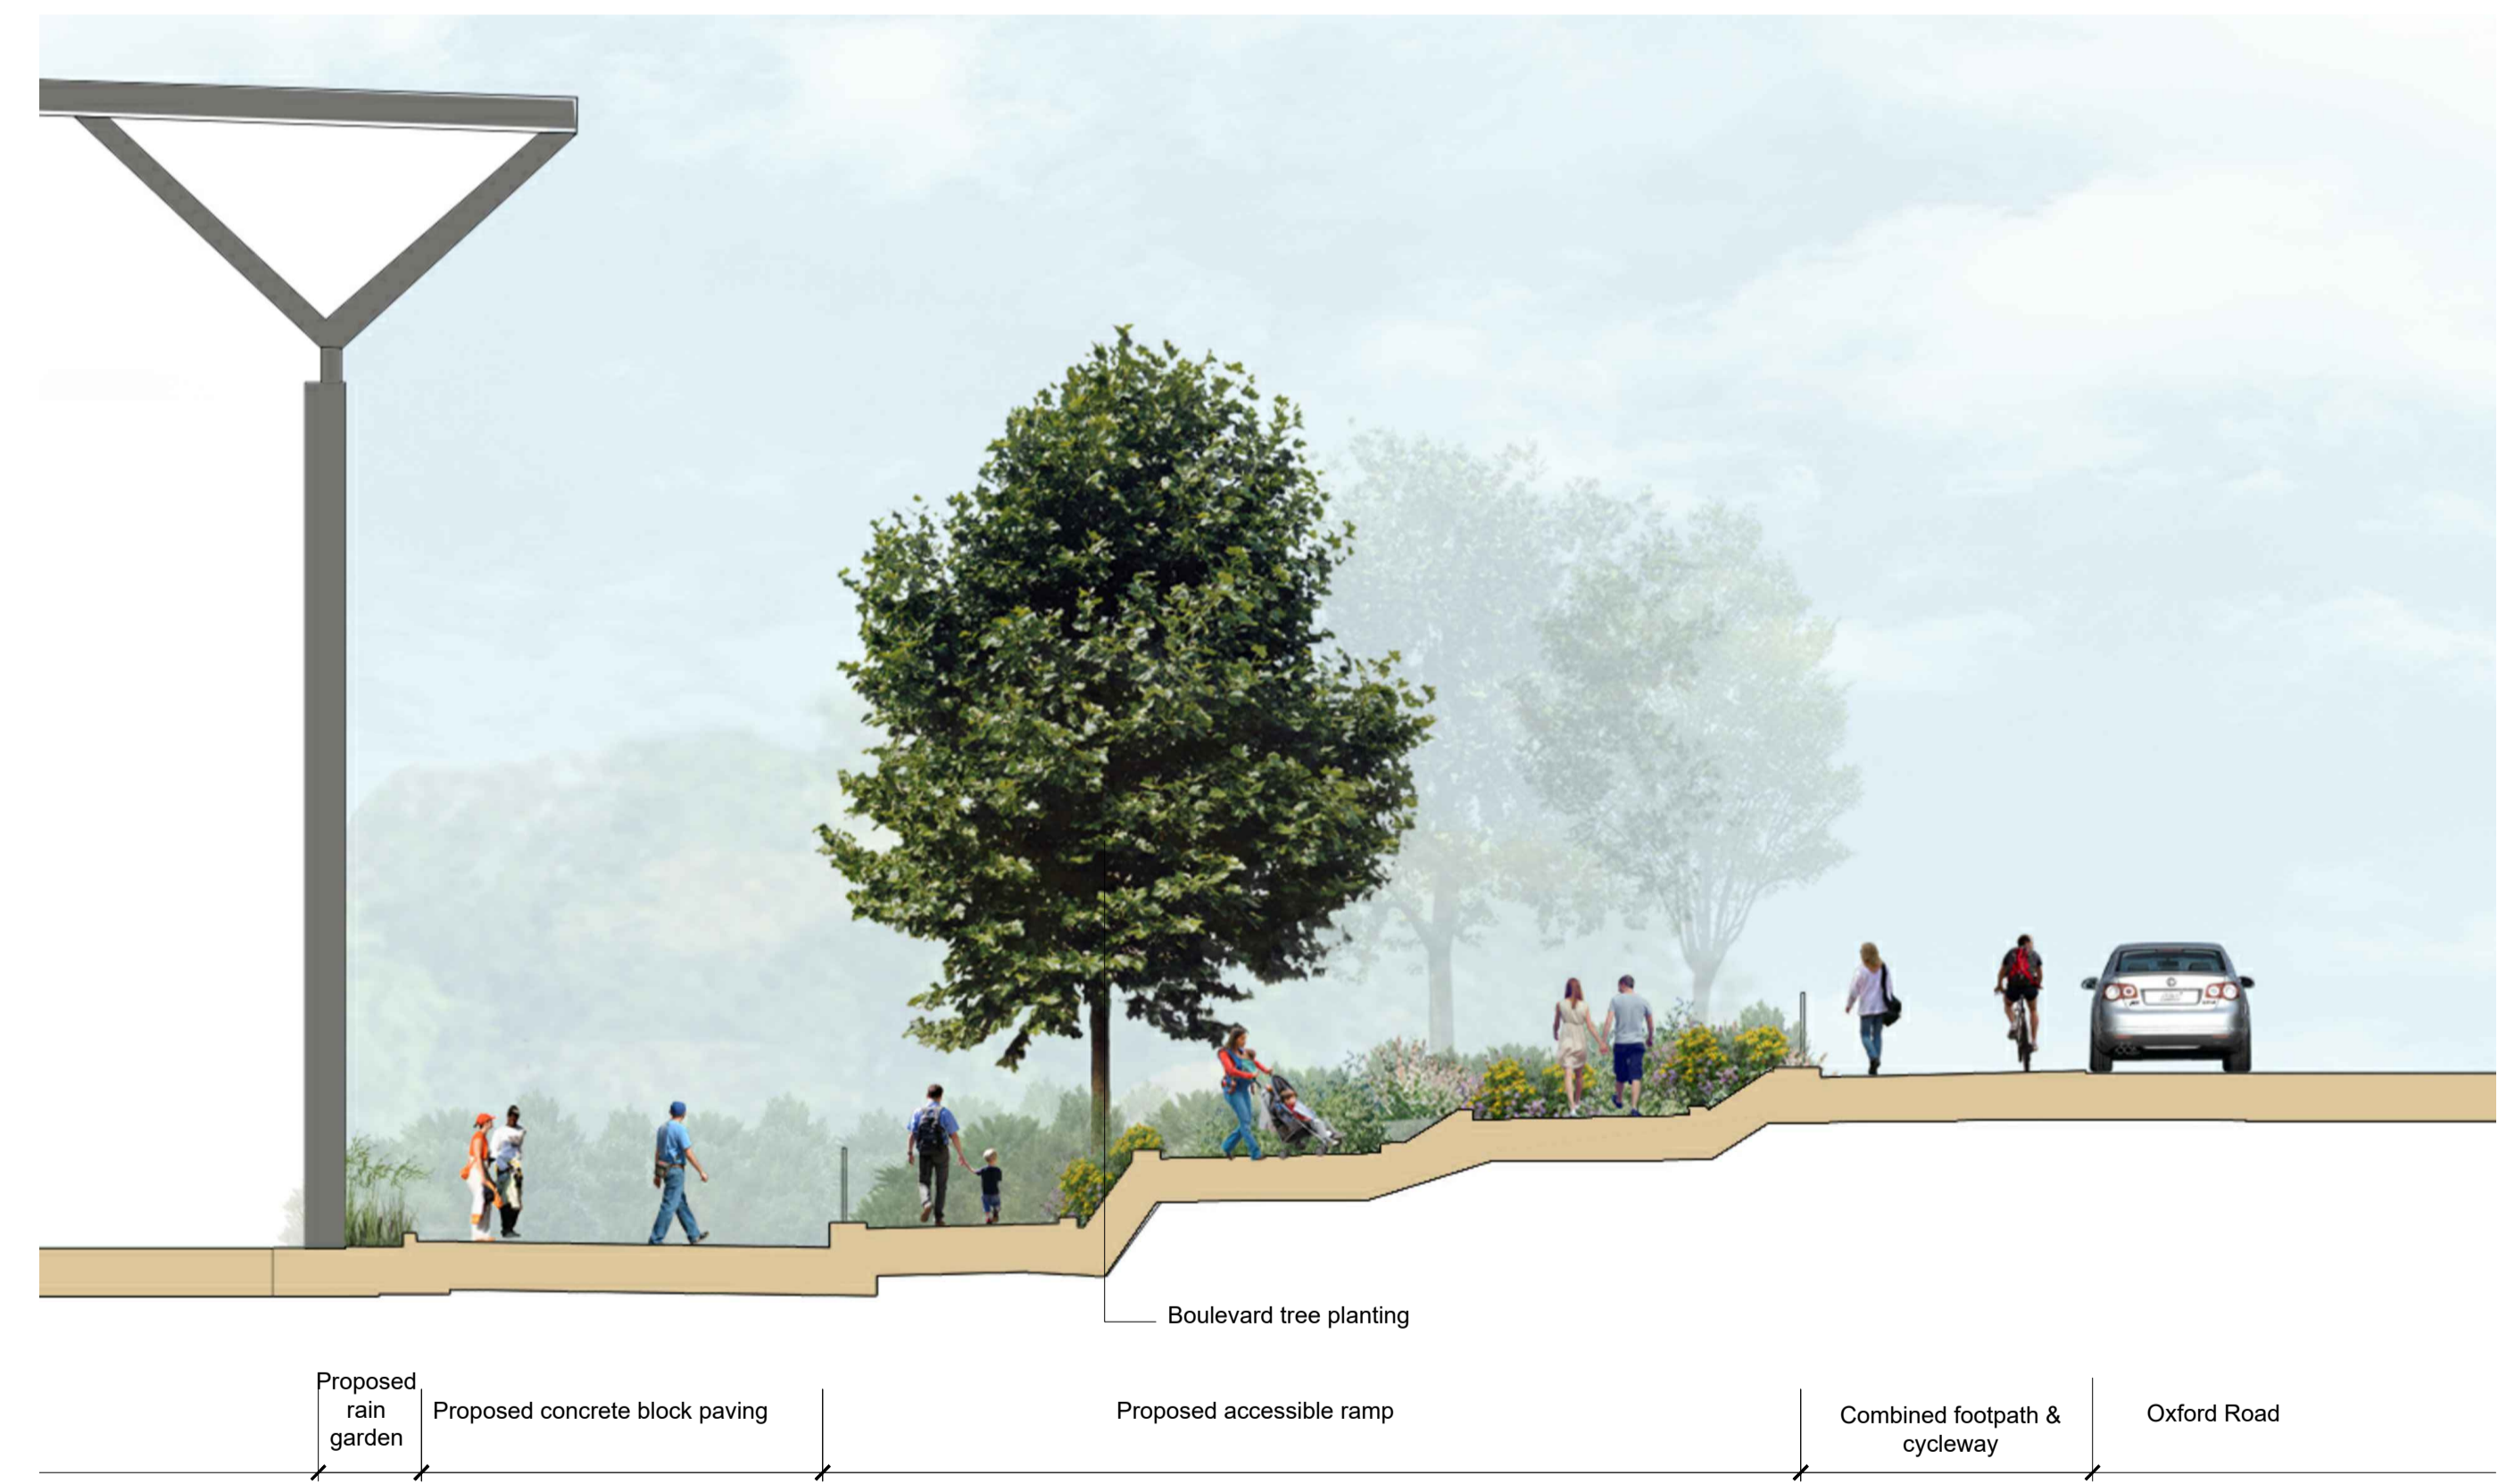 Boulevard tree planting
Proposed
rain
garden
Proposed concrete block paving
Proposed accessible ramp
Combined footpath &
cycleway
Oxford Road